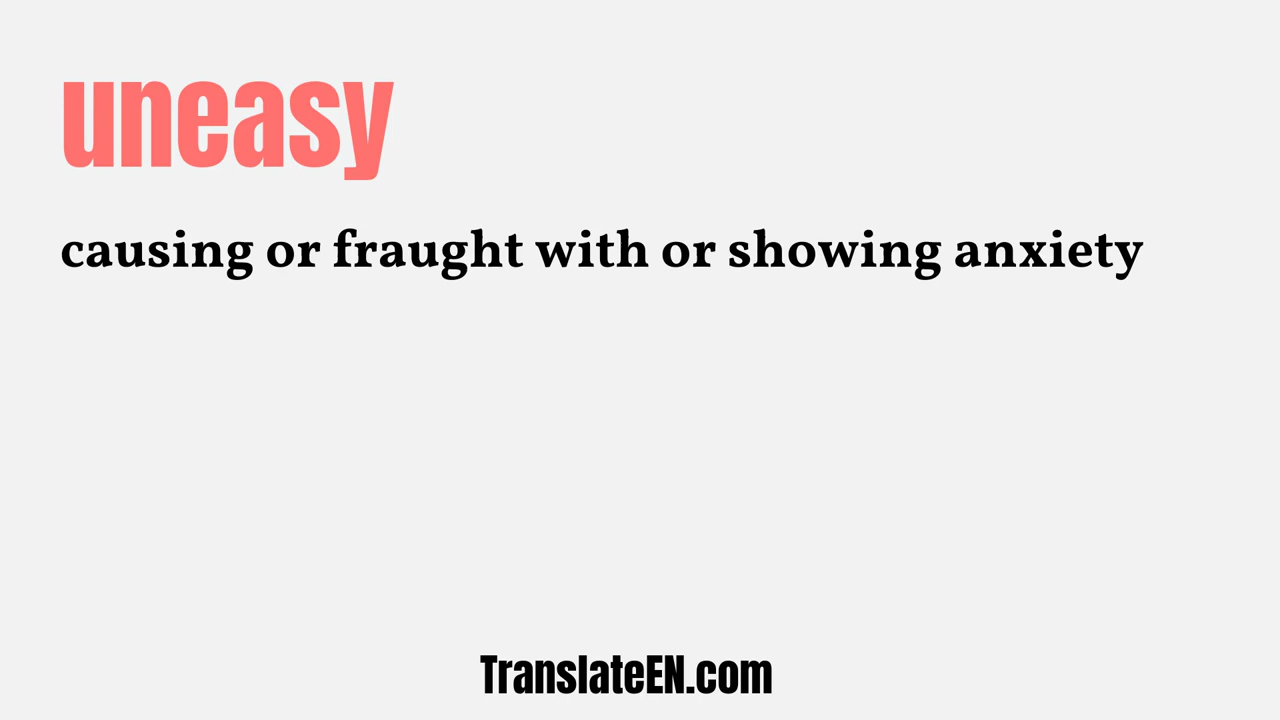 uneasy
causing or fraught with or showing anxiety
TranslateEN.com